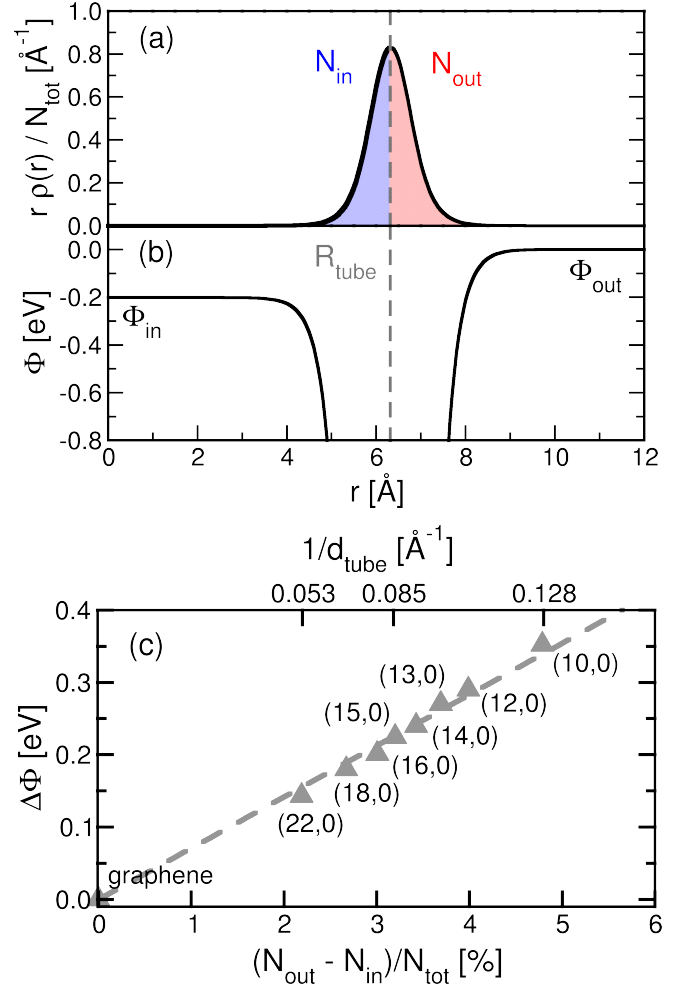 1.0
0.8
0.6
0.4
0.2
0.0
r ρ(r) / N_tot [Å^-1]
(a)
N_in
N_out
(b)
R_tube
Φ_in
Φ_out
0.0
-0.2
-0.4
-0.6
-0.8
Φ [eV]
0 2 4 6 8 10 12
r [Å]
1/d_tube [Å^-1]
0.053 0.085 0.128
0.4
0.3
0.2
0.1
0.0
ΔΦ [eV]
(c)
(13,0)
(10,0)
(15,0)
(12,0)
(14,0)
(16,0)
(18,0)
(22,0)
graphene
0 1 2 3 4 5 6
(N_out - N_in)/N_tot [%]